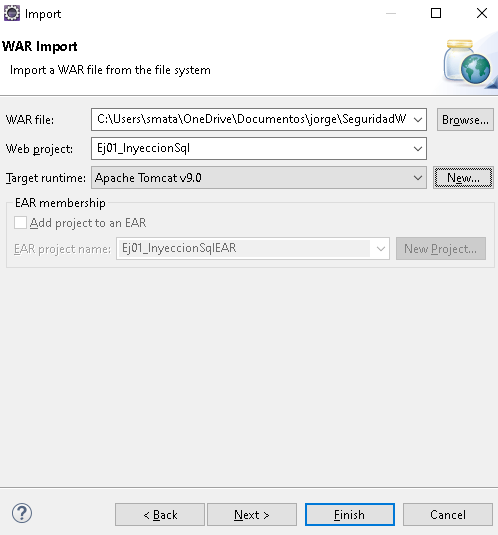 Import
WAR Import
Import a WAR file from the file system
WAR file: C:\Users\smata\OneDrive\Documentos\jorge\SeguridadW Browse...
Web project: Ej01_InyeccionSql
Target runtime: Apache Tomcat v9.0 New...
EAR membership
Add project to an EAR
EAR project name: Ej01_InyeccionSqlEAR New Project...
? < Back Next > Finish Cancel